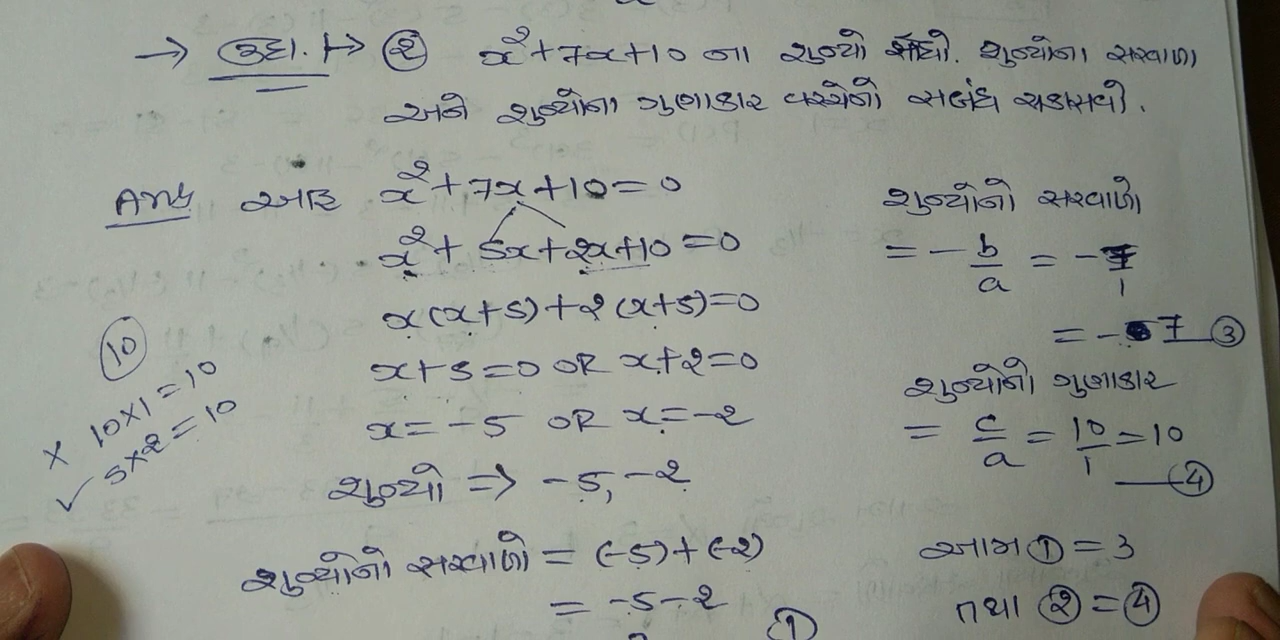 → ઉદા. ↦ ② x²+7x+10 ના શૂન્યો શોધો. શૂન્યોના સરવાળા
અને શૂન્યોના ગુણાકાર વચ્ચેનો સબંધ ચકાસવો.
Ans અહિ x²+7x+10=0
x²+5x+2x+10=0
x(x+5)+2(x+5)=0
x+5=0 OR x+2=0
x=-5 OR x=-2
શૂન્યો ⇒ -5, -2
શૂન્યોનો સરવાળો = (-5)+(-2)
= -5-2
①
10
× 10×1=10
✓ 5×2=10
શૂન્યોનો સરવાળો
= -b/a = -7/1
= -7 —③
શૂન્યોનો ગુણાકાર
= c/a = 10/1 = 10
—④
આમ ① = 3
તથા ② = ④